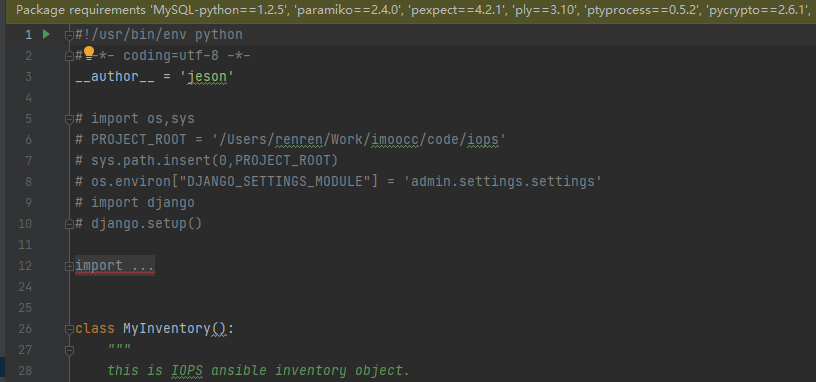 Package requirements 'MySQL-python==1.2.5', 'paramiko==2.4.0', 'pexpect==4.2.1', 'ply==3.10', 'ptyprocess==0.5.2', 'pycrypto==2.6.1',
1 #!/usr/bin/env python
2 # -*- coding=utf-8 -*-
3 __author__ = 'jeson'
4
5 # import os,sys
6 # PROJECT_ROOT = '/Users/renren/Work/imoocc/code/iops'
7 # sys.path.insert(0,PROJECT_ROOT)
8 # os.environ["DJANGO_SETTINGS_MODULE"] = 'admin.settings.settings'
9 # import django
10 # django.setup()
11
12 import ...
24
25
26 class MyInventory():
27 """
28 this is IOPS ansible inventory object.